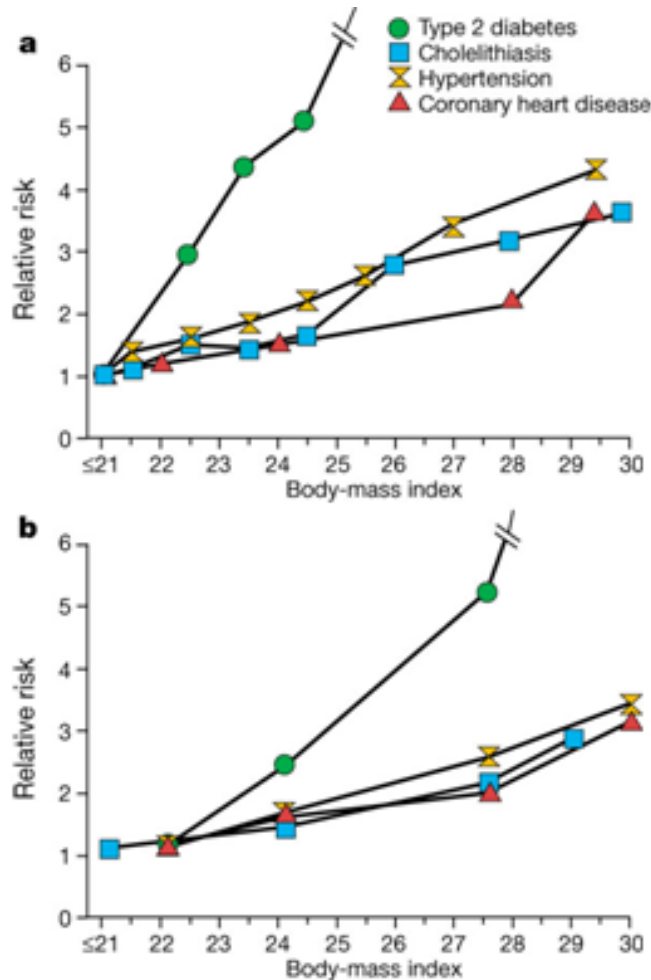 a
Type 2 diabetes
Cholelithiasis
Hypertension
Coronary heart disease
6
5
4
3
2
1
0
Relative risk
≤21 22 23 24 25 26 27 28 29 30
Body-mass index
b
6
5
4
3
2
1
0
Relative risk
≤21 22 23 24 25 26 27 28 29 30
Body-mass index